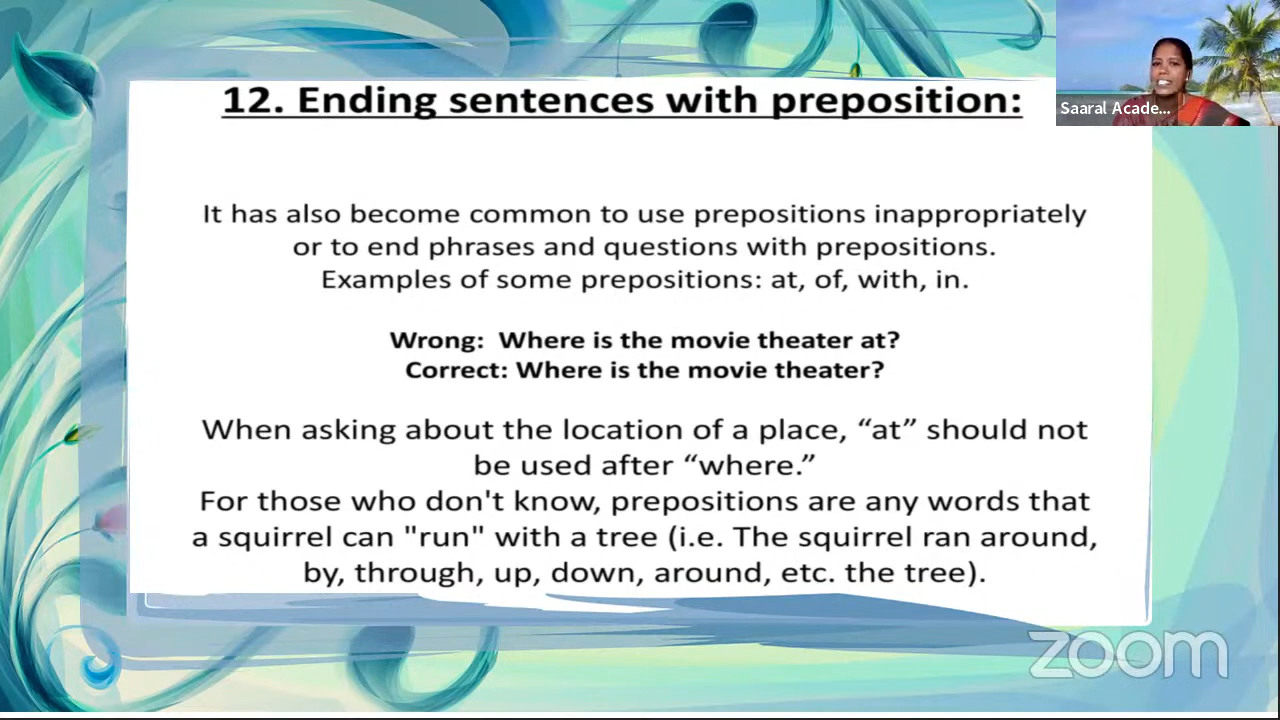 12. Ending sentences with preposition:
Saaral Acade...
It has also become common to use prepositions inappropriately
or to end phrases and questions with prepositions.
Examples of some prepositions: at, of, with, in.
Wrong:  Where is the movie theater at?
Correct: Where is the movie theater?
When asking about the location of a place, “at” should not
be used after “where.”
For those who don't know, prepositions are any words that
a squirrel can "run" with a tree (i.e. The squirrel ran around,
by, through, up, down, around, etc. the tree).
zoom